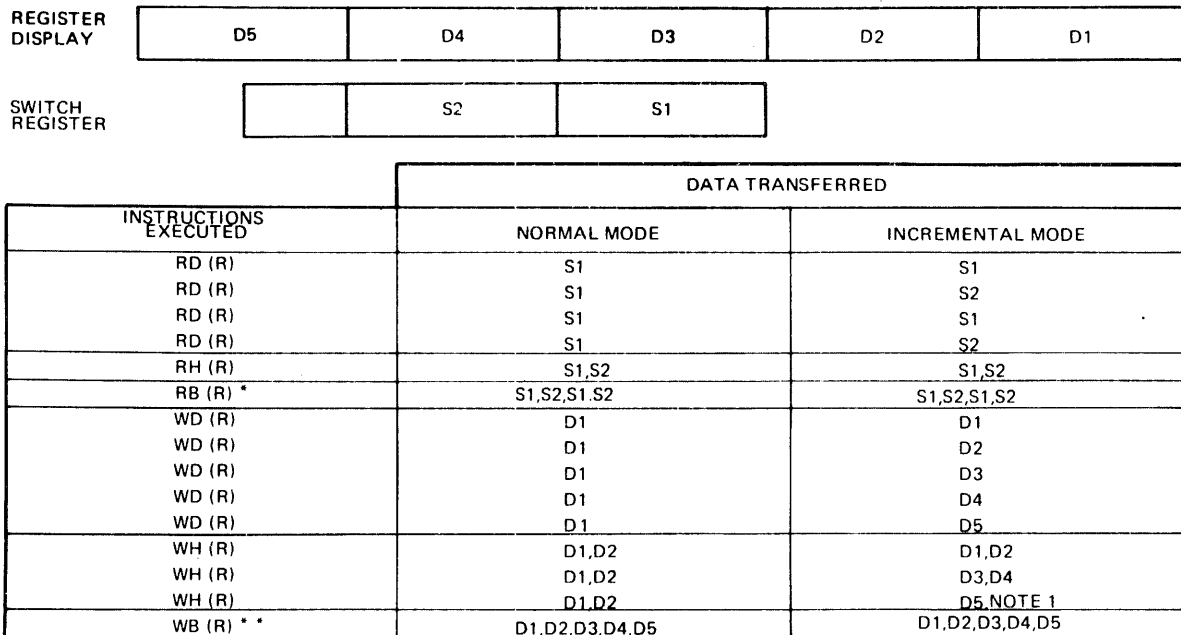 REGISTER
DISPLAY
D5 D4 D3 D2 D1
SWITCH
REGISTER
S2 S1
DATA TRANSFERRED
INSTRUCTIONS
EXECUTED
NORMAL MODE INCREMENTAL MODE
RD (R) S1 S1
RD (R) S1 S2
RD (R) S1 S1
RD (R) S1 S2
RH (R) S1,S2 S1,S2
RB (R) * S1,S2,S1.S2 S1,S2,S1,S2
WD (R) D1 D1
WD (R) D1 D2
WD (R) D1 D3
WD (R) D1 D4
WD (R) D1 D5
WH (R) D1,D2 D1,D2
WH (R) D1,D2 D3,D4
WH (R) D1,D2 D5,NOTE 1
WB (R) * * D1,D2,D3,D4,D5 D1,D2,D3,D4,D5